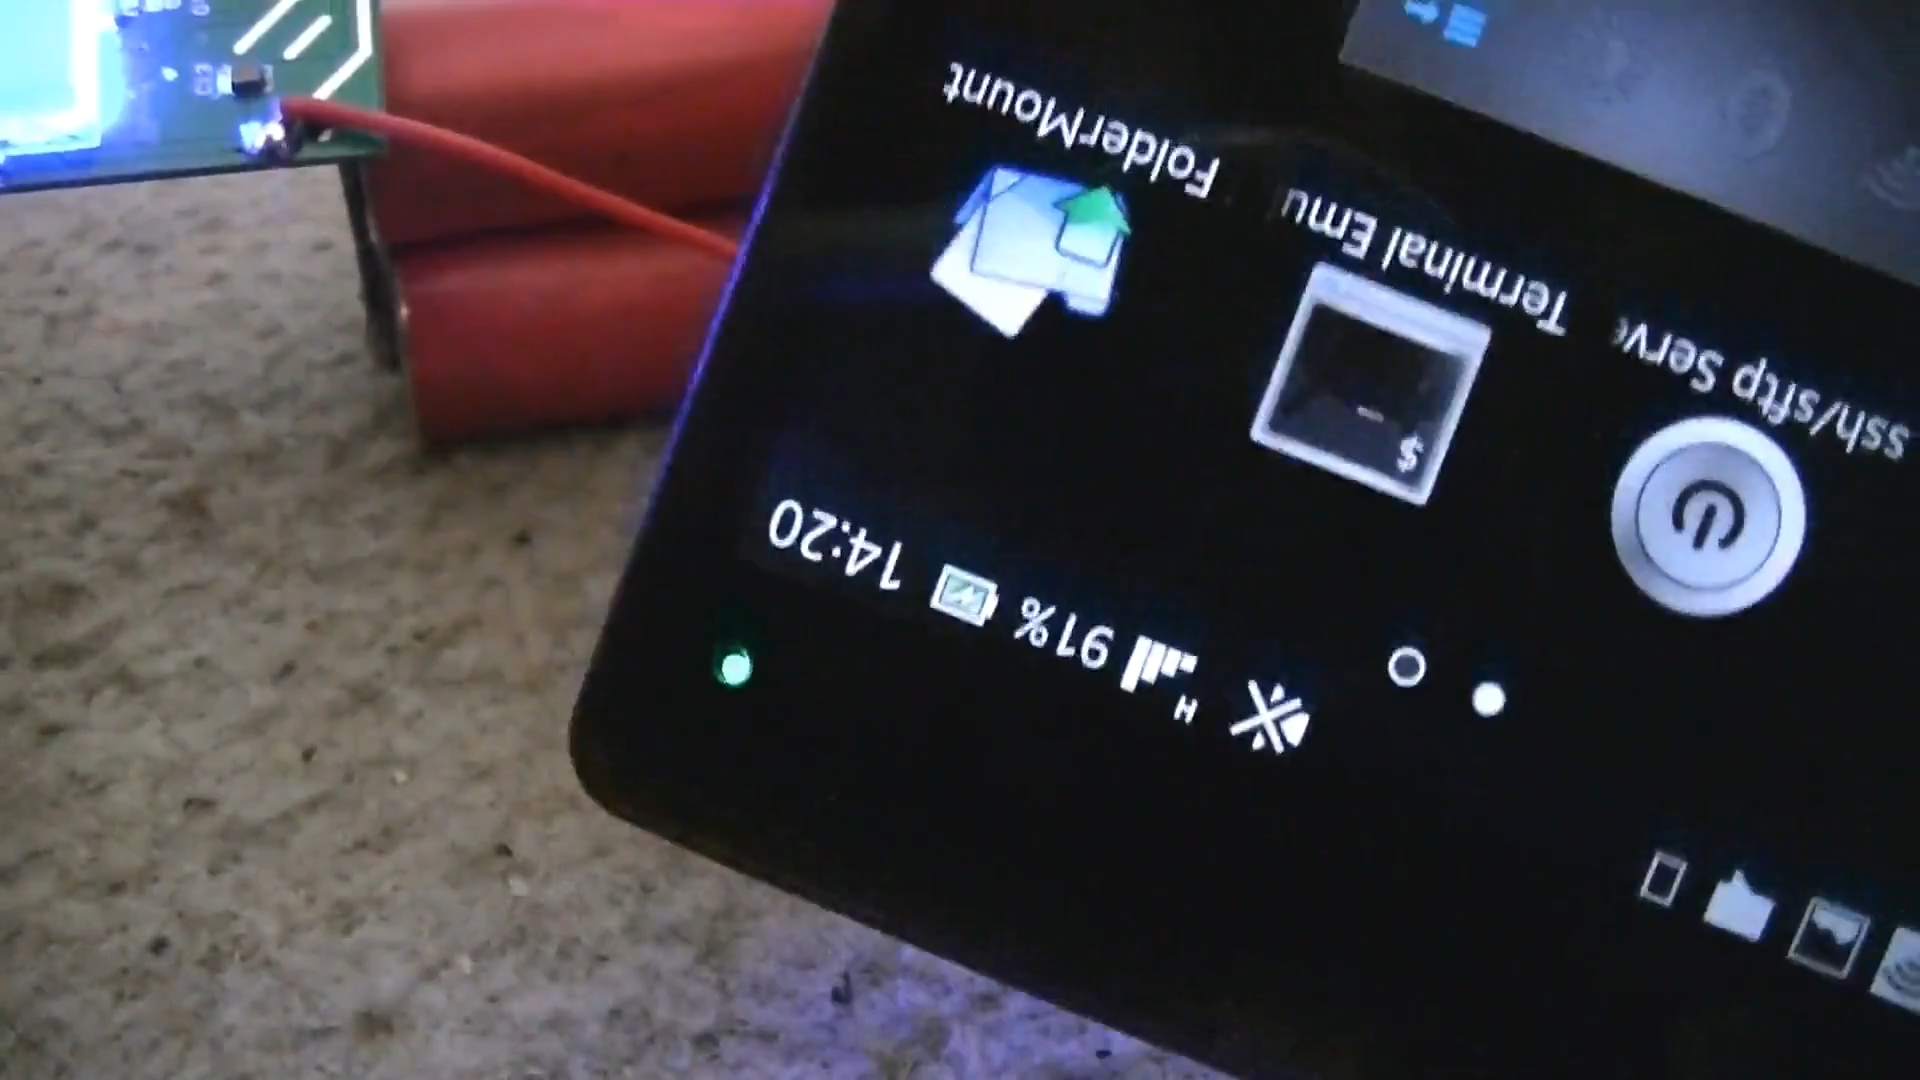 H 91% 14:20
ssh/sftp Serve
Terminal Emu
FolderMount
$